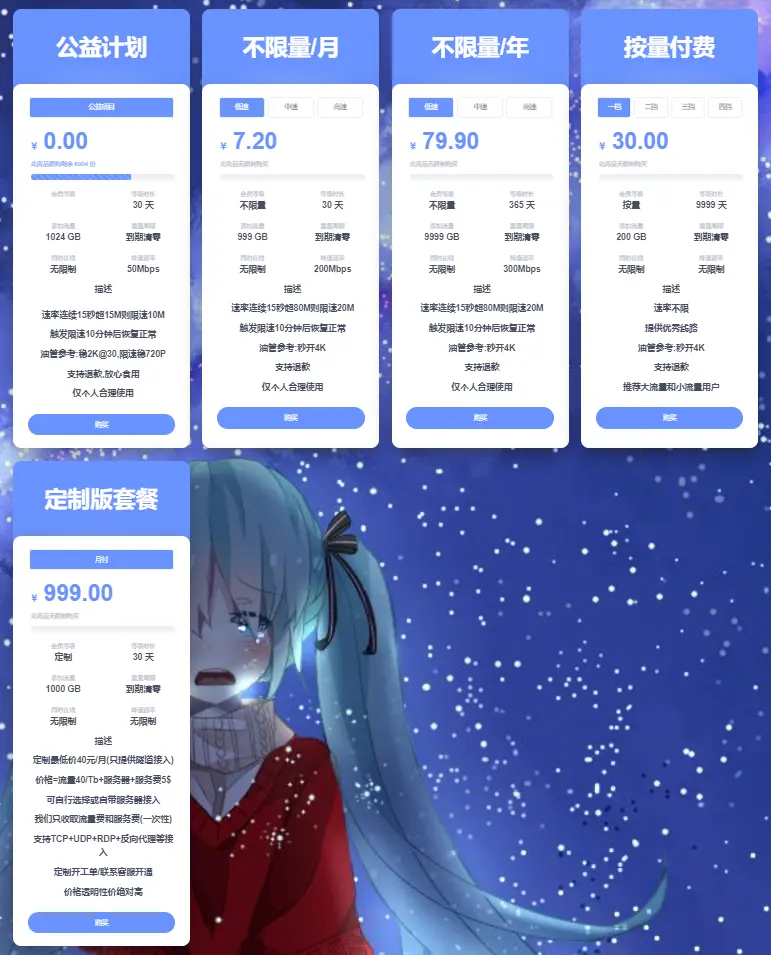 公益计划
公益项目
¥ 0.00
此商品限购剩余 6904 份
会员等级
等级时长
30 天
添加流量
重置周期
1024 GB
到期清零
同时在线
峰值速率
无限制
50Mbps
描述
速率连续15秒超15M则限速10M
触发限速10分钟后恢复正常
油管参考:稳2K@30,限速稳720P
支持退款,放心食用
仅个人合理使用
购买
不限量/月
低速
中速
高速
¥ 7.20
此商品无限制购买
会员等级
等级时长
不限量
30 天
添加流量
重置周期
999 GB
到期清零
同时在线
峰值速率
无限制
200Mbps
描述
速率连续15秒超80M则限速20M
触发限速10分钟后恢复正常
油管参考:秒开4K
支持退款
仅个人合理使用
购买
不限量/年
低速
中速
高速
¥ 79.90
此商品无限制购买
会员等级
等级时长
不限量
365 天
添加流量
重置周期
9999 GB
到期清零
同时在线
峰值速率
无限制
300Mbps
描述
速率连续15秒超80M则限速20M
触发限速10分钟后恢复正常
油管参考:秒开4K
支持退款
仅个人合理使用
购买
按量付费
一档
二档
三档
四档
¥ 30.00
此商品无限制购买
会员等级
等级时长
按量
9999 天
添加流量
重置周期
200 GB
到期清零
同时在线
峰值速率
无限制
无限制
描述
速率不限
提供优秀线路
油管参考:秒开4K
支持退款
推荐大流量和小流量用户
购买
定制版套餐
月付
¥ 999.00
此商品无限制购买
会员等级
等级时长
定制
30 天
添加流量
重置周期
1000 GB
到期清零
同时在线
峰值速率
无限制
无限制
描述
定制最低价40元/月(只提供隧道接入)
价格=流量40/Tb+服务器+服务费5$
可自行选择或自带服务器接入
我们只收取流量费和服务费(一次性)
支持TCP+UDP+RDP+反向代理等接
入
定制开工单/联系客服开通
价格透明性价绝对高
购买